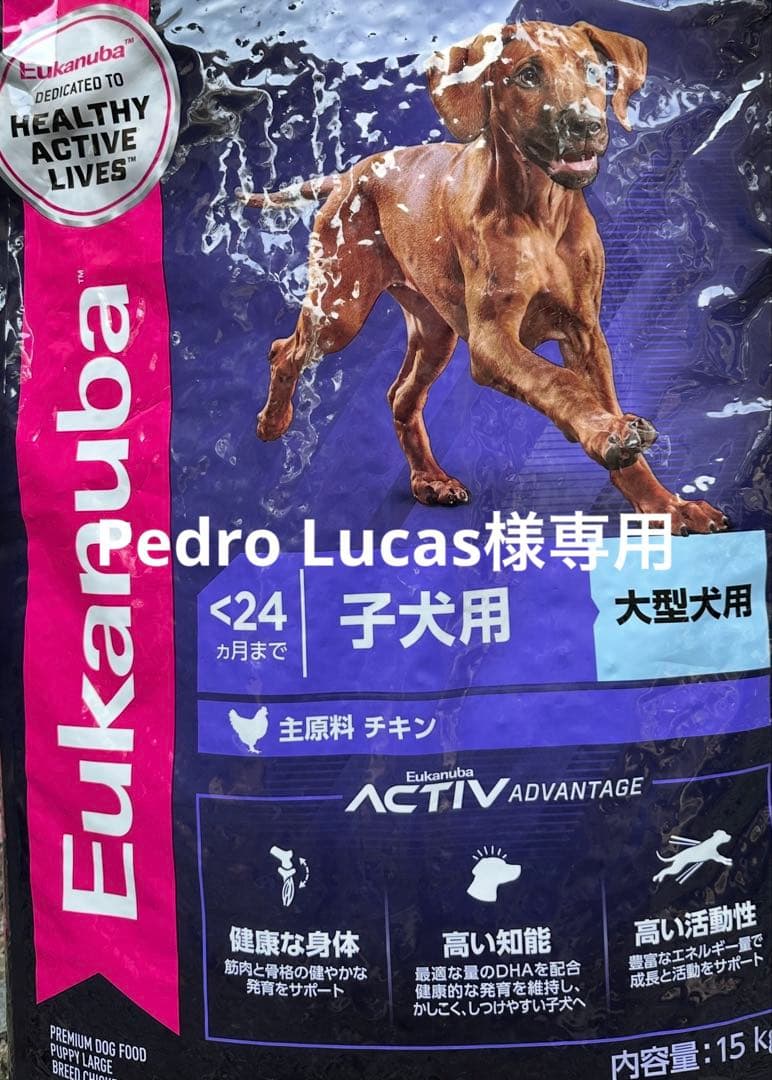 Eukanuba™
DEDICATED TO
HEALTHY
ACTIVE
LIVES™
Eukanuba™
Pedro Lucas様専用
<24
ヵ月まで
子犬用
大型犬用
主原料 チキン
Eukanuba
ACTIV ADVANTAGE
健康な身体
筋肉と骨格の健やかな
発育をサポート
高い知能
最適な量のDHAを配合
健康的な発育を維持し、
かしこく、しつけやすい子犬へ
高い活動性
豊富なエネルギー量で
成長と活動をサポート
PREMIUM DOG FOOD
PUPPY LARGE
BREED
内容量:15 kg